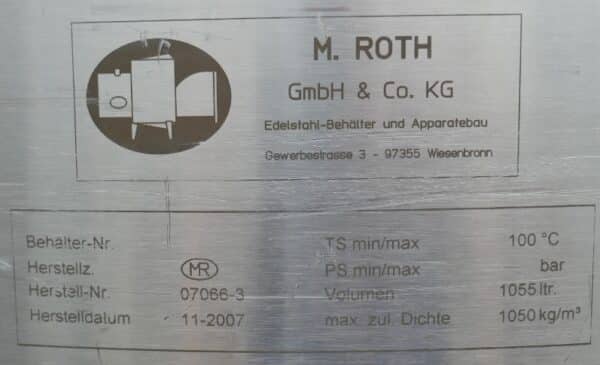 M. ROTH
GmbH & Co. KG
Edelstahl-Behälter und Apparatebau
Gewerbestrasse 3 - 97355 Wiesenbronn
Behälter-Nr. TS min/max 100 °C
Herstellz. MR PS min/max bar
Herstell-Nr. 07066-3 Volumen 1055 ltr.
Herstelldatum 11-2007 max. zul. Dichte 1050 kg/m³